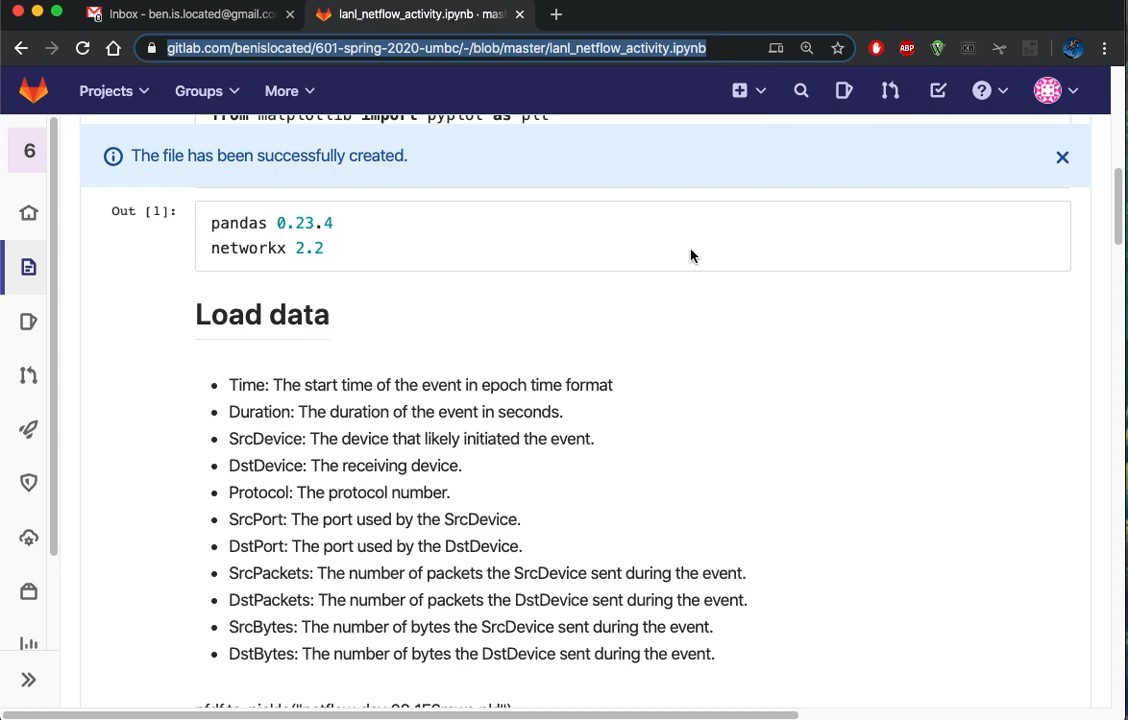 Inbox - ben.is.located@gmail.co
lanl_netflow_activity.ipynb · mas
gitlab.com/benislocated/601-spring-2020-umbc/-/blob/master/lanl_netflow_activity.ipynb
ABP
Projects
Groups
More
6
from matplotlib import pyplot as plt
The file has been successfully created.
Out [1]:
pandas 0.23.4
networkx 2.2
Load data
• Time: The start time of the event in epoch time format
• Duration: The duration of the event in seconds.
• SrcDevice: The device that likely initiated the event.
• DstDevice: The receiving device.
• Protocol: The protocol number.
• SrcPort: The port used by the SrcDevice.
• DstPort: The port used by the DstDevice.
• SrcPackets: The number of packets the SrcDevice sent during the event.
• DstPackets: The number of packets the DstDevice sent during the event.
• SrcBytes: The number of bytes the SrcDevice sent during the event.
• DstBytes: The number of bytes the DstDevice sent during the event.